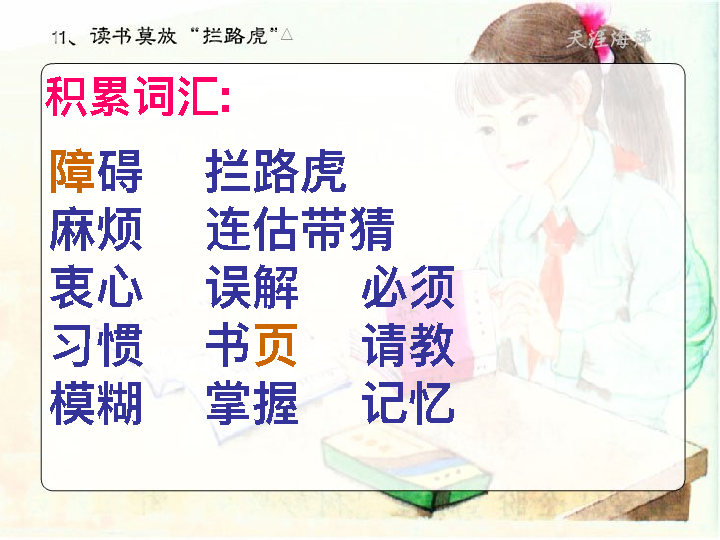 11、读书莫放“拦路虎”△
天涯海萍
积累词汇:
障碍 拦路虎
麻烦 连估带猜
衷心 误解 必须
习惯 书页 请教
模糊 掌握 记忆